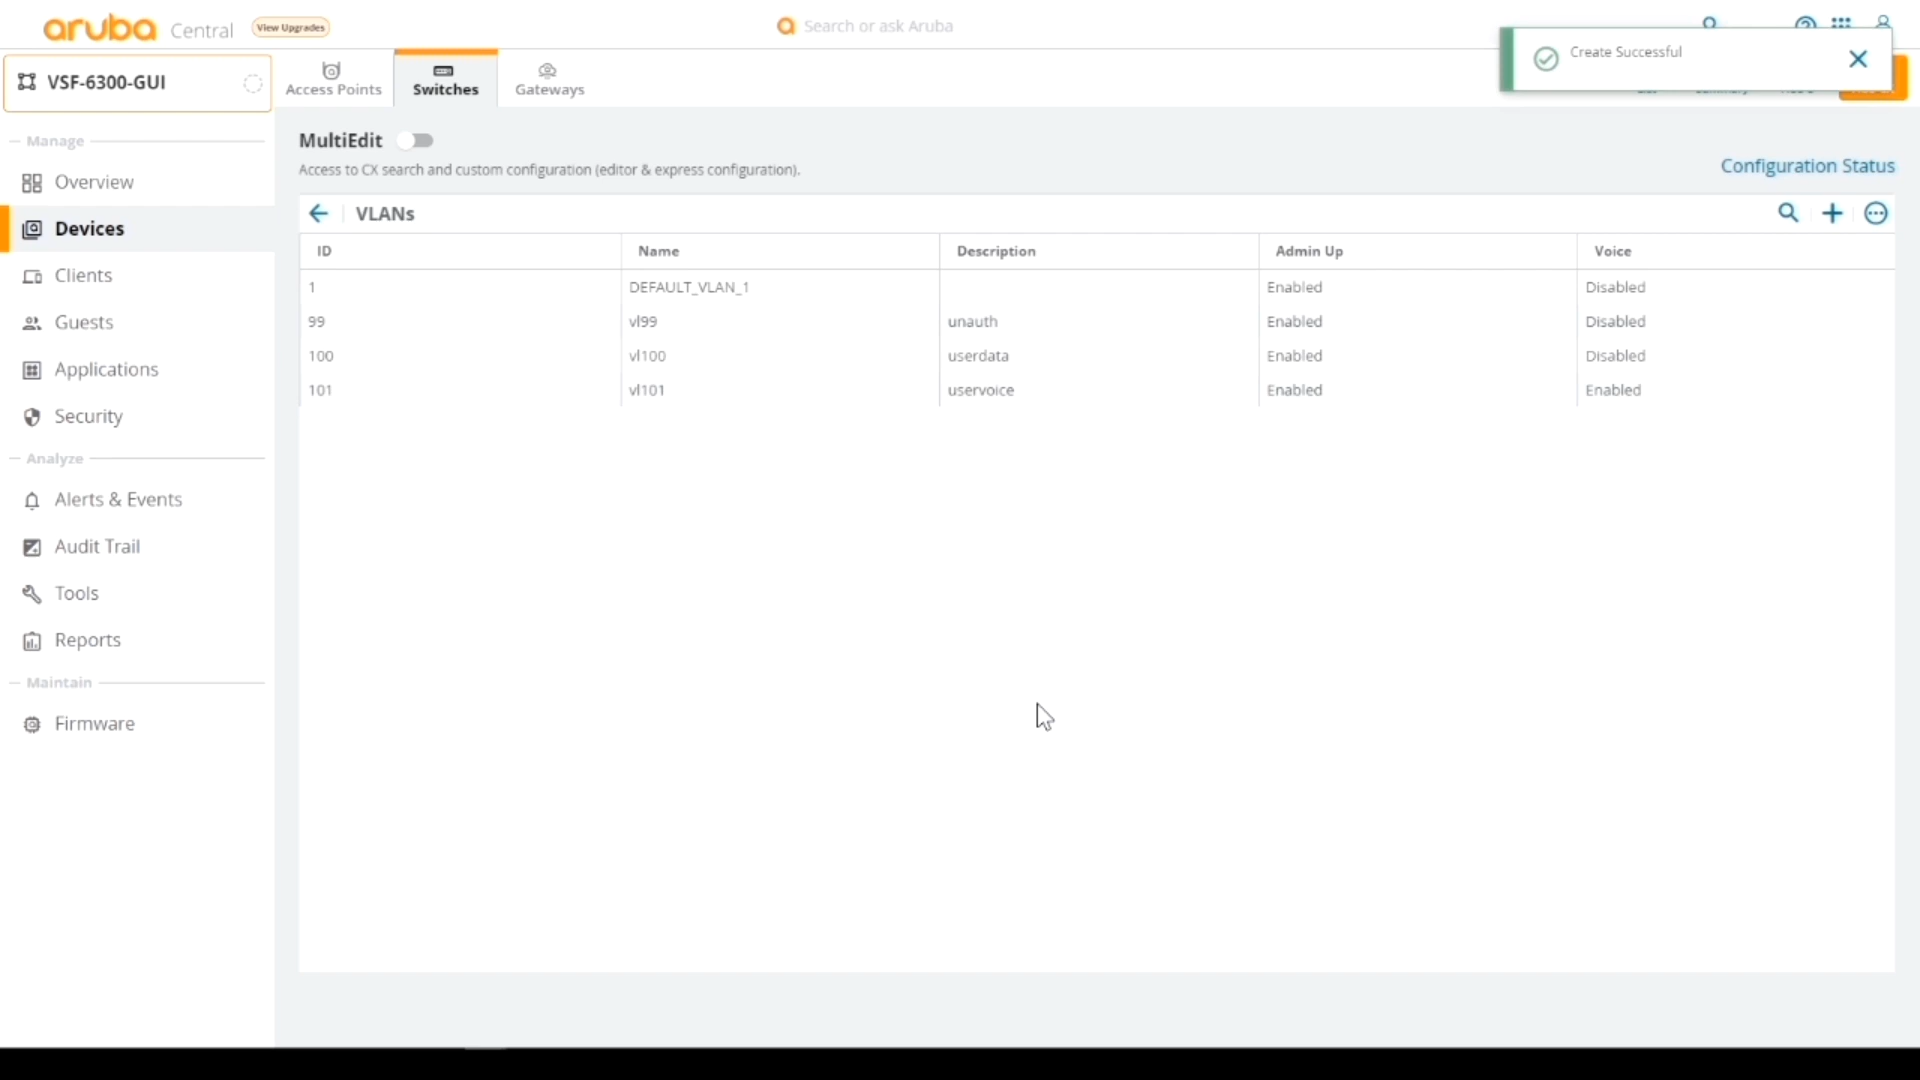 aruba Central View Upgrades
Search or ask Aruba
Create Successful
VSF-6300-GUI
Access Points
Switches
Gateways
Manage
Overview
Devices
Clients
Guests
Applications
Security
Analyze
Alerts & Events
Audit Trail
Tools
Reports
Maintain
Firmware
MultiEdit
Access to CX search and custom configuration (editor & express configuration).
Configuration Status
VLANs
ID Name Description Admin Up Voice
1 DEFAULT_VLAN_1 Enabled Disabled
99 vl99 unauth Enabled Disabled
100 vl100 userdata Enabled Disabled
101 vl101 uservoice Enabled Enabled